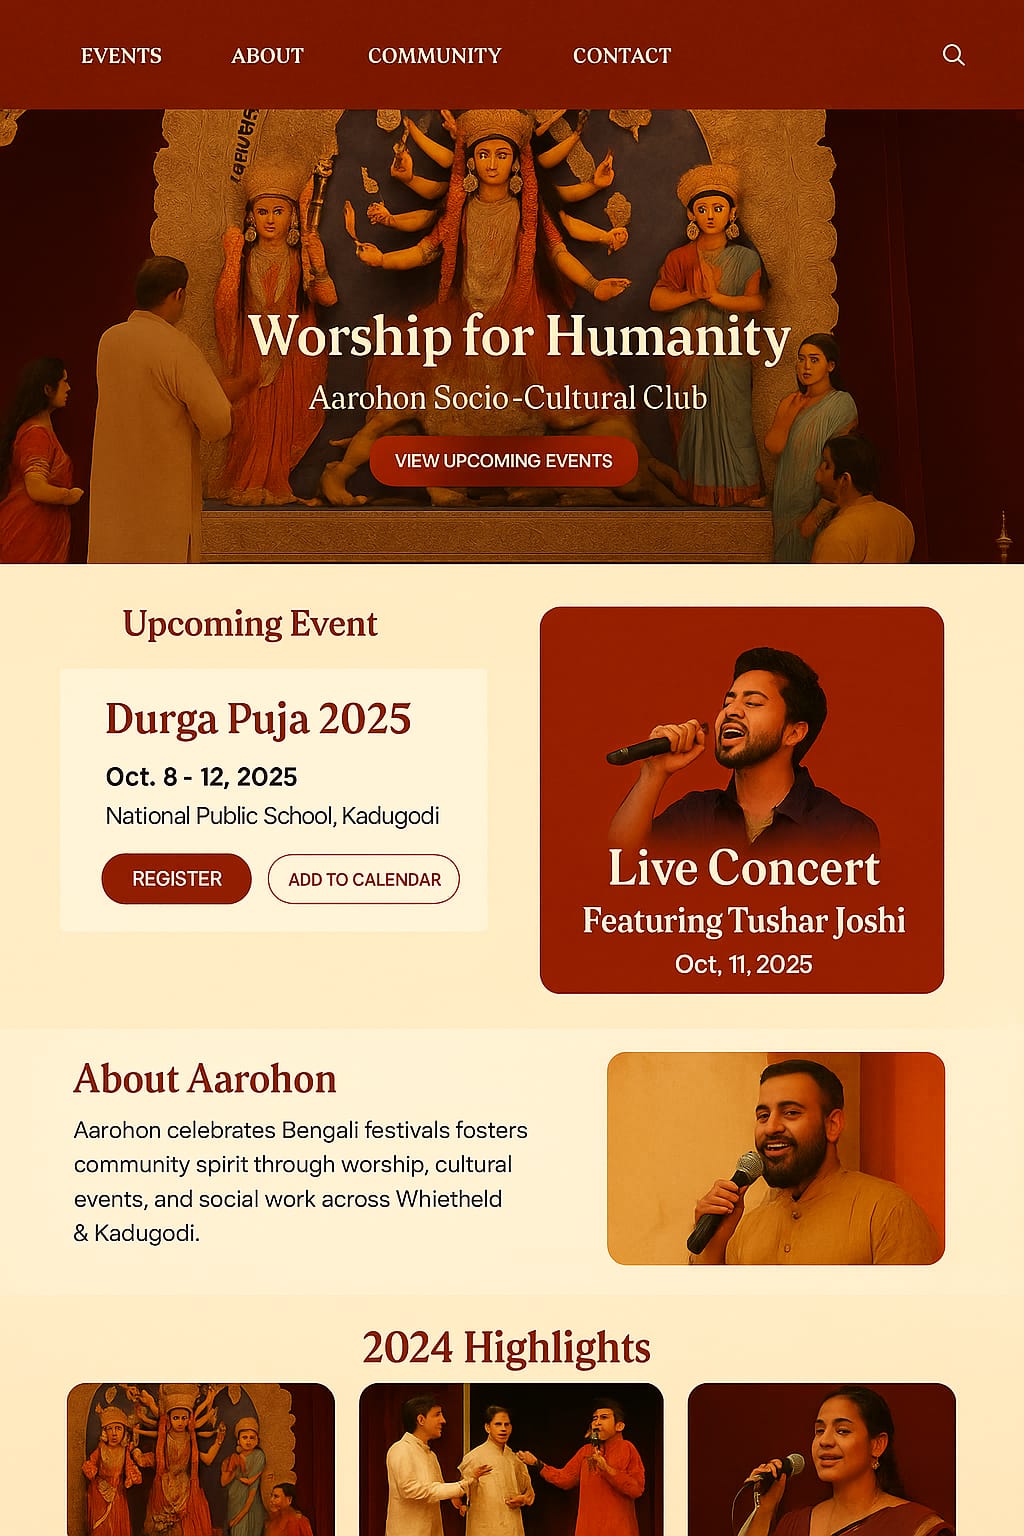 EVENTS ABOUT COMMUNITY CONTACT
Worship for Humanity
Aarohon Socio-Cultural Club
VIEW UPCOMING EVENTS
Upcoming Event
Durga Puja 2025
Oct. 8 - 12, 2025
National Public School, Kadugodi
REGISTER ADD TO CALENDAR
Live Concert
Featuring Tushar Joshi
Oct, 11, 2025
About Aarohon
Aarohon celebrates Bengali festivals fosters
community spirit through worship, cultural
events, and social work across Whietheld
& Kadugodi.
2024 Highlights